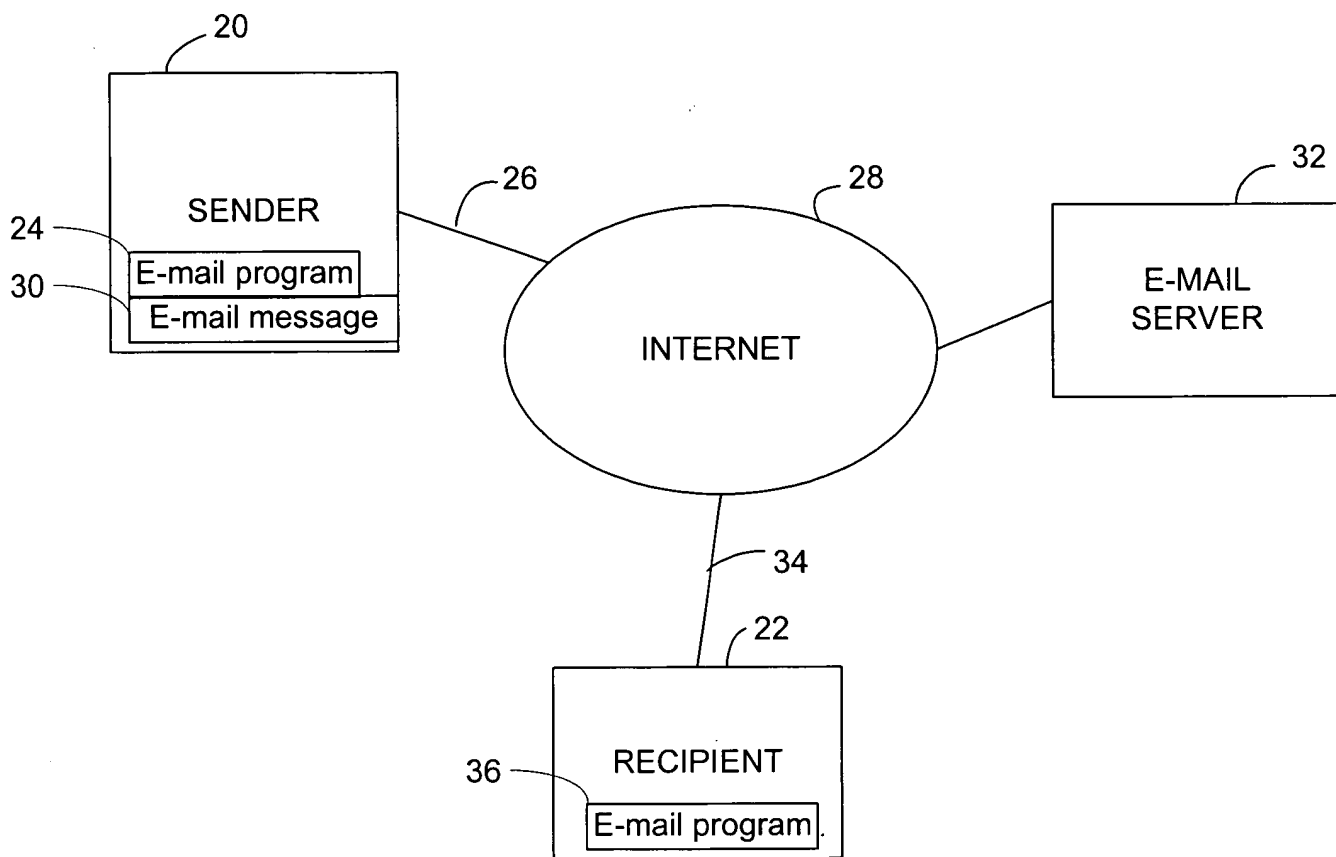 20
32
26
28
SENDER
24
E-mail program
30
E-mail message
E-MAIL
SERVER
INTERNET
34
22
RECIPIENT
36
E-mail program